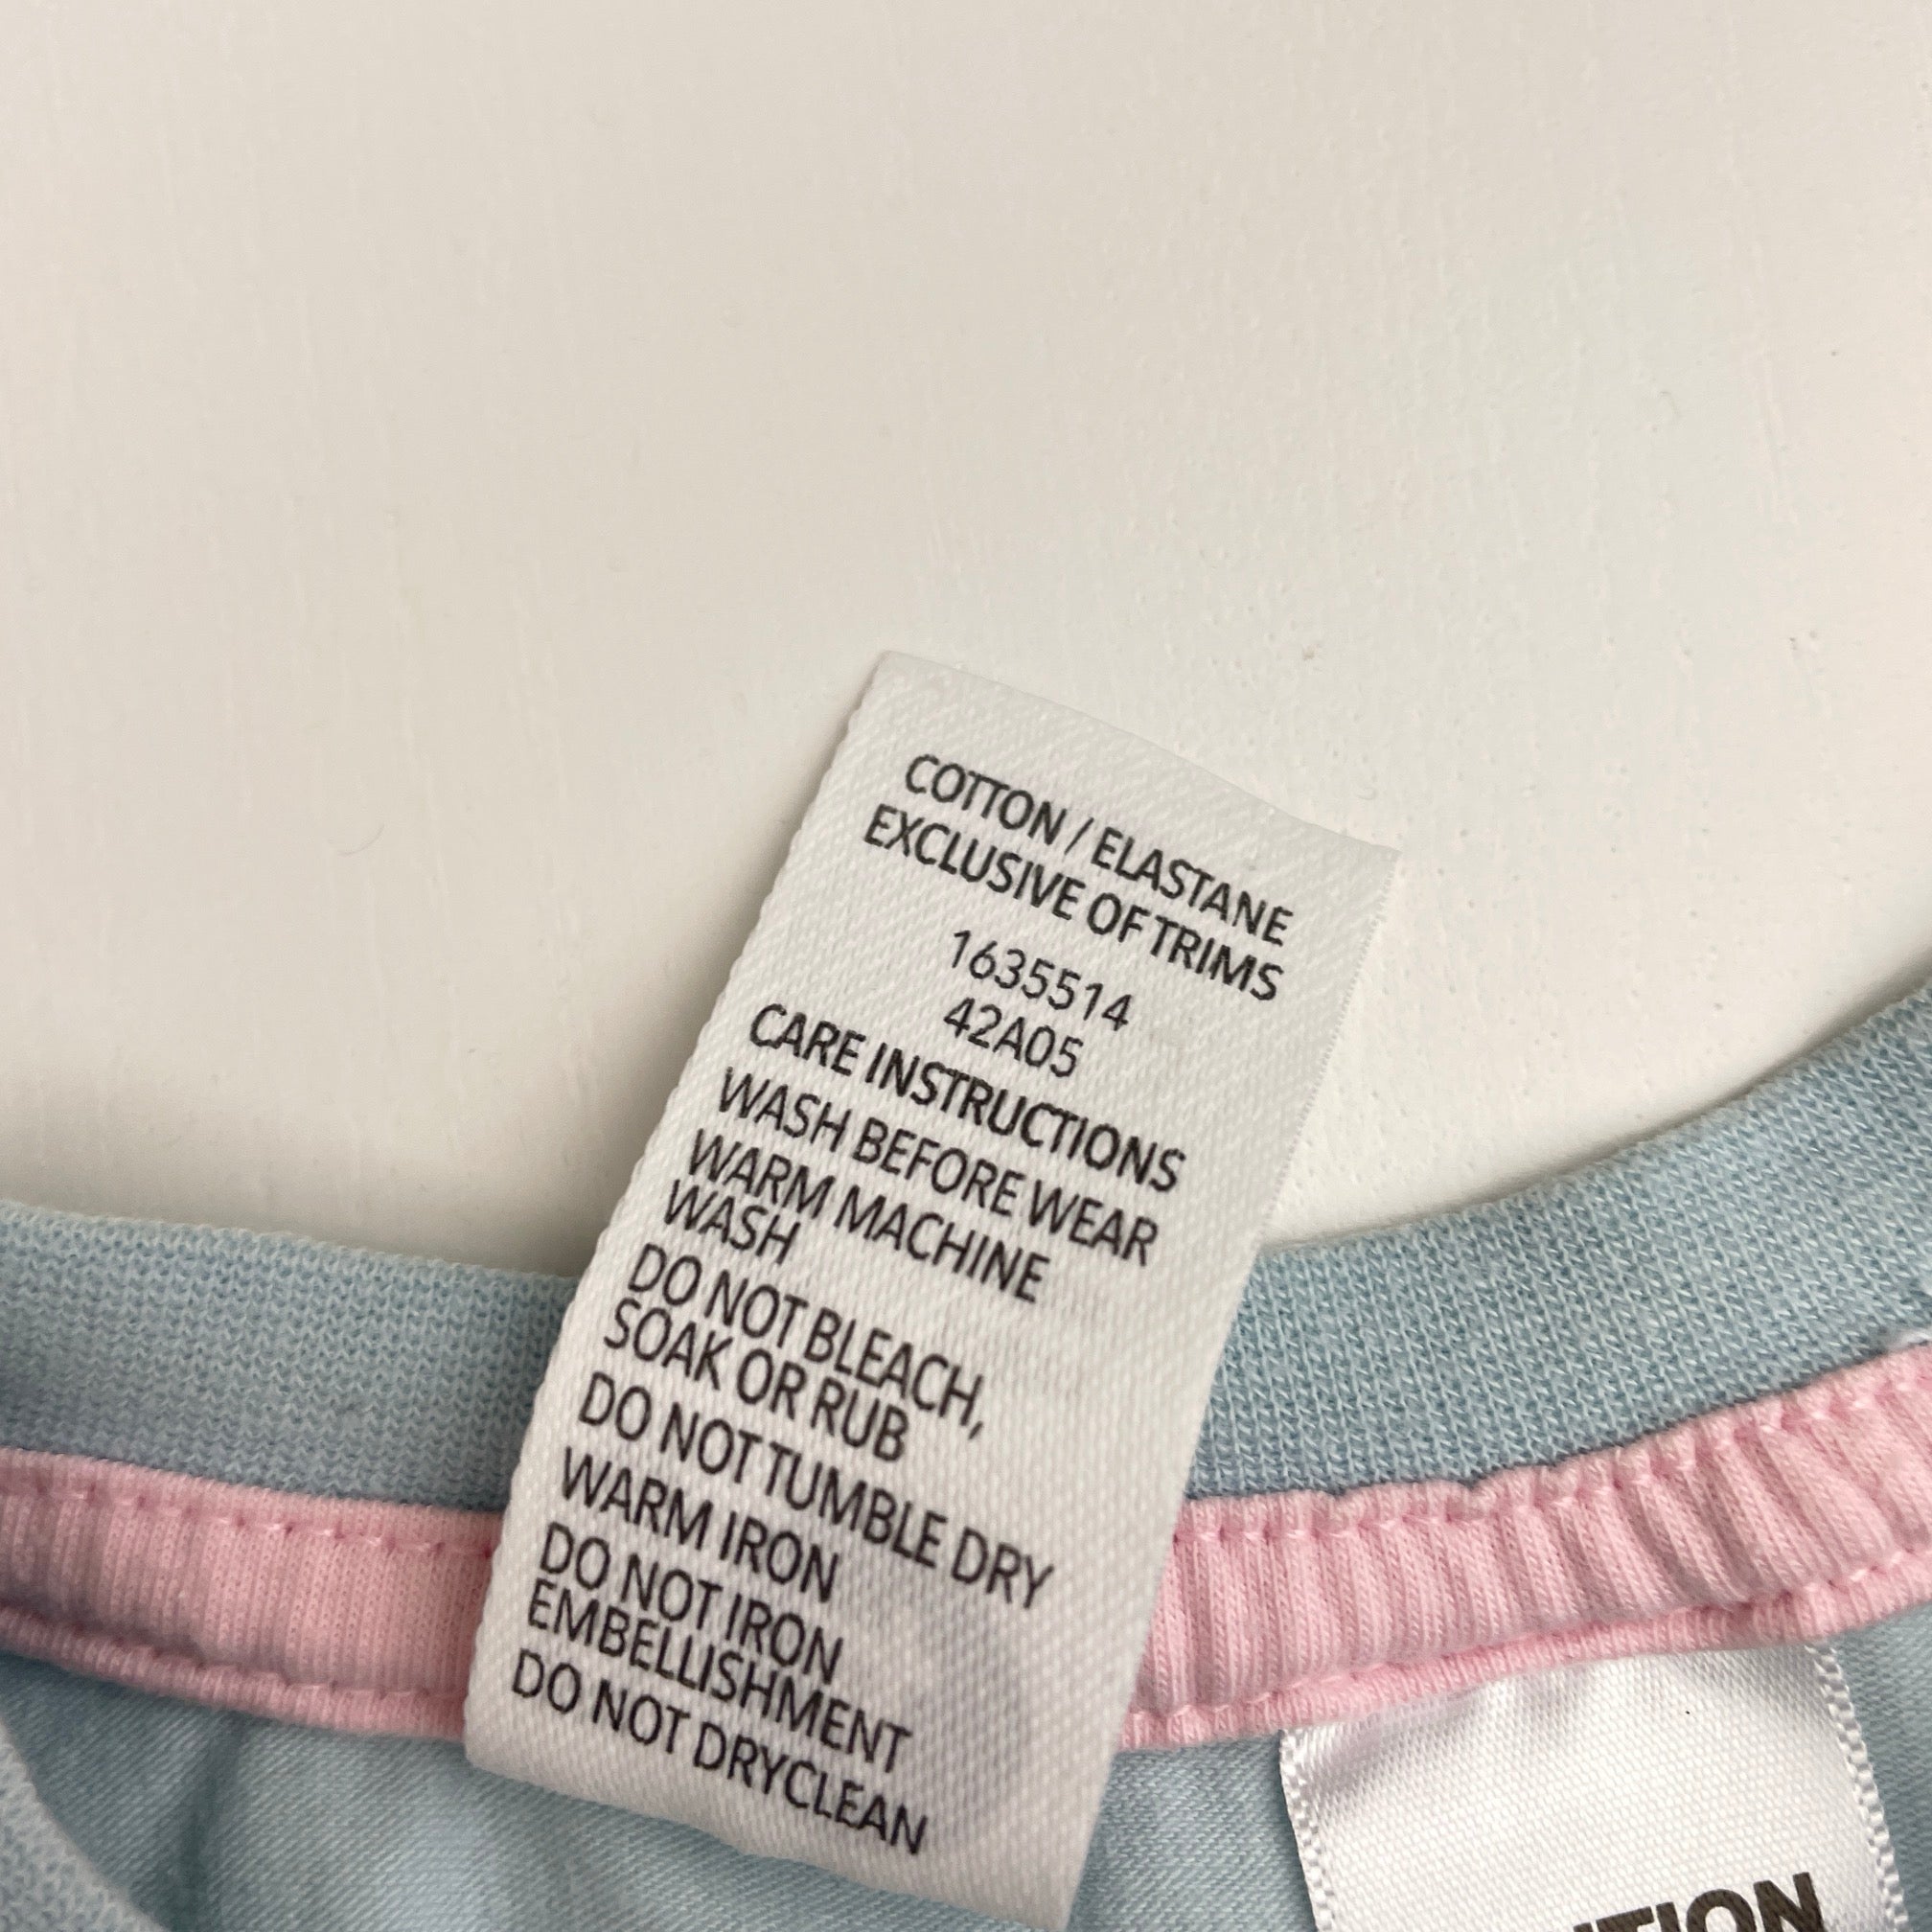 COTTON / ELASTANE
EXCLUSIVE OF TRIMS
1635514
42A05
CARE INSTRUCTIONS
WASH BEFORE WEAR
WARM MACHINE
WASH
DO NOT BLEACH,
SOAK OR RUB
DO NOT TUMBLE DRY
WARM IRON
DO NOT IRON
EMBELLISHMENT
DO NOT DRYCLEAN